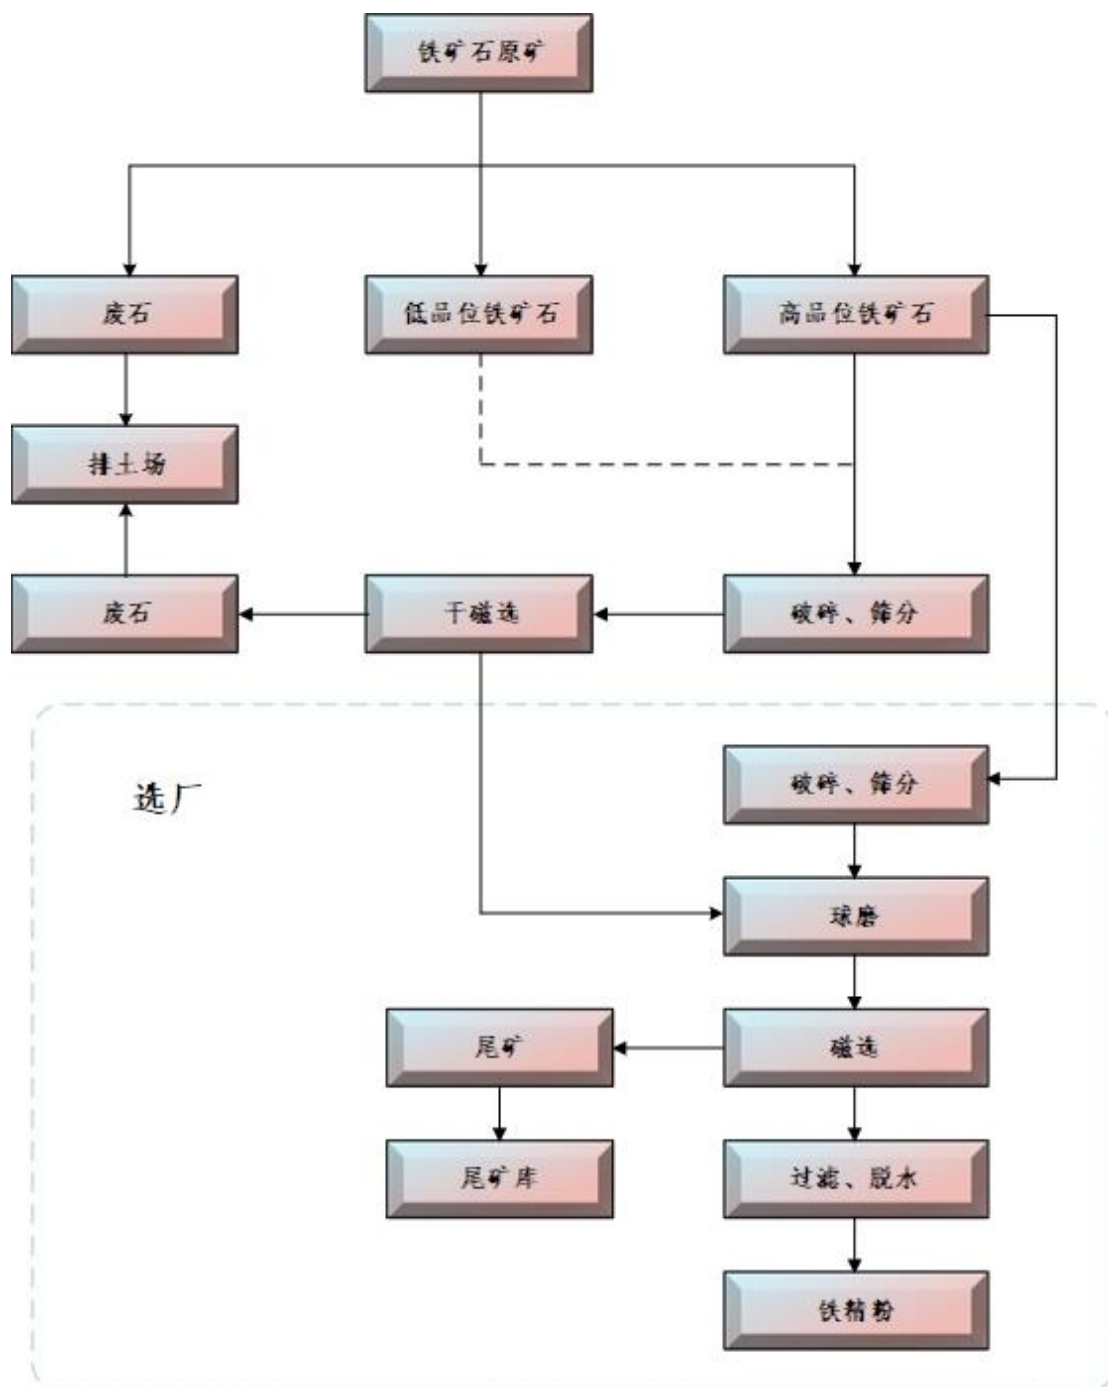 铁矿石原矿
废石
低品位铁矿石
高品位铁矿石
排土场
废石
干磁选
破碎、筛分
选厂
破碎、筛分
球磨
尾矿
磁选
尾矿库
过滤、脱水
铁精粉